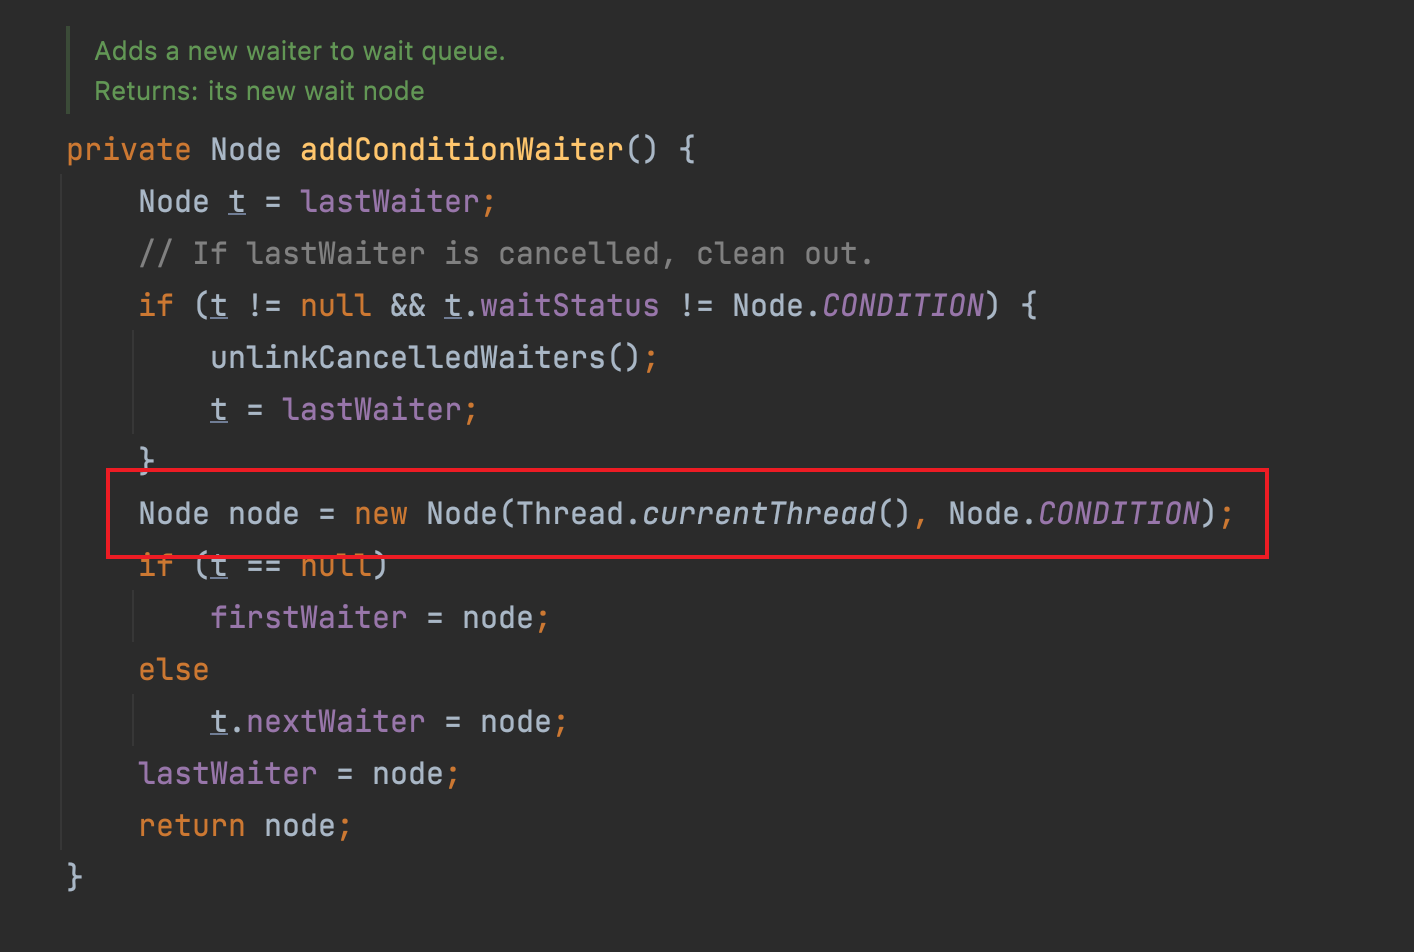 Adds a new waiter to wait queue.
Returns: its new wait node
private Node addConditionWaiter() {
    Node t = lastWaiter;
    // If lastWaiter is cancelled, clean out.
    if (t != null && t.waitStatus != Node.CONDITION) {
        unlinkCancelledWaiters();
        t = lastWaiter;
    }
    Node node = new Node(Thread.currentThread(), Node.CONDITION);
    if (t == null)
        firstWaiter = node;
    else
        t.nextWaiter = node;
    lastWaiter = node;
    return node;
}